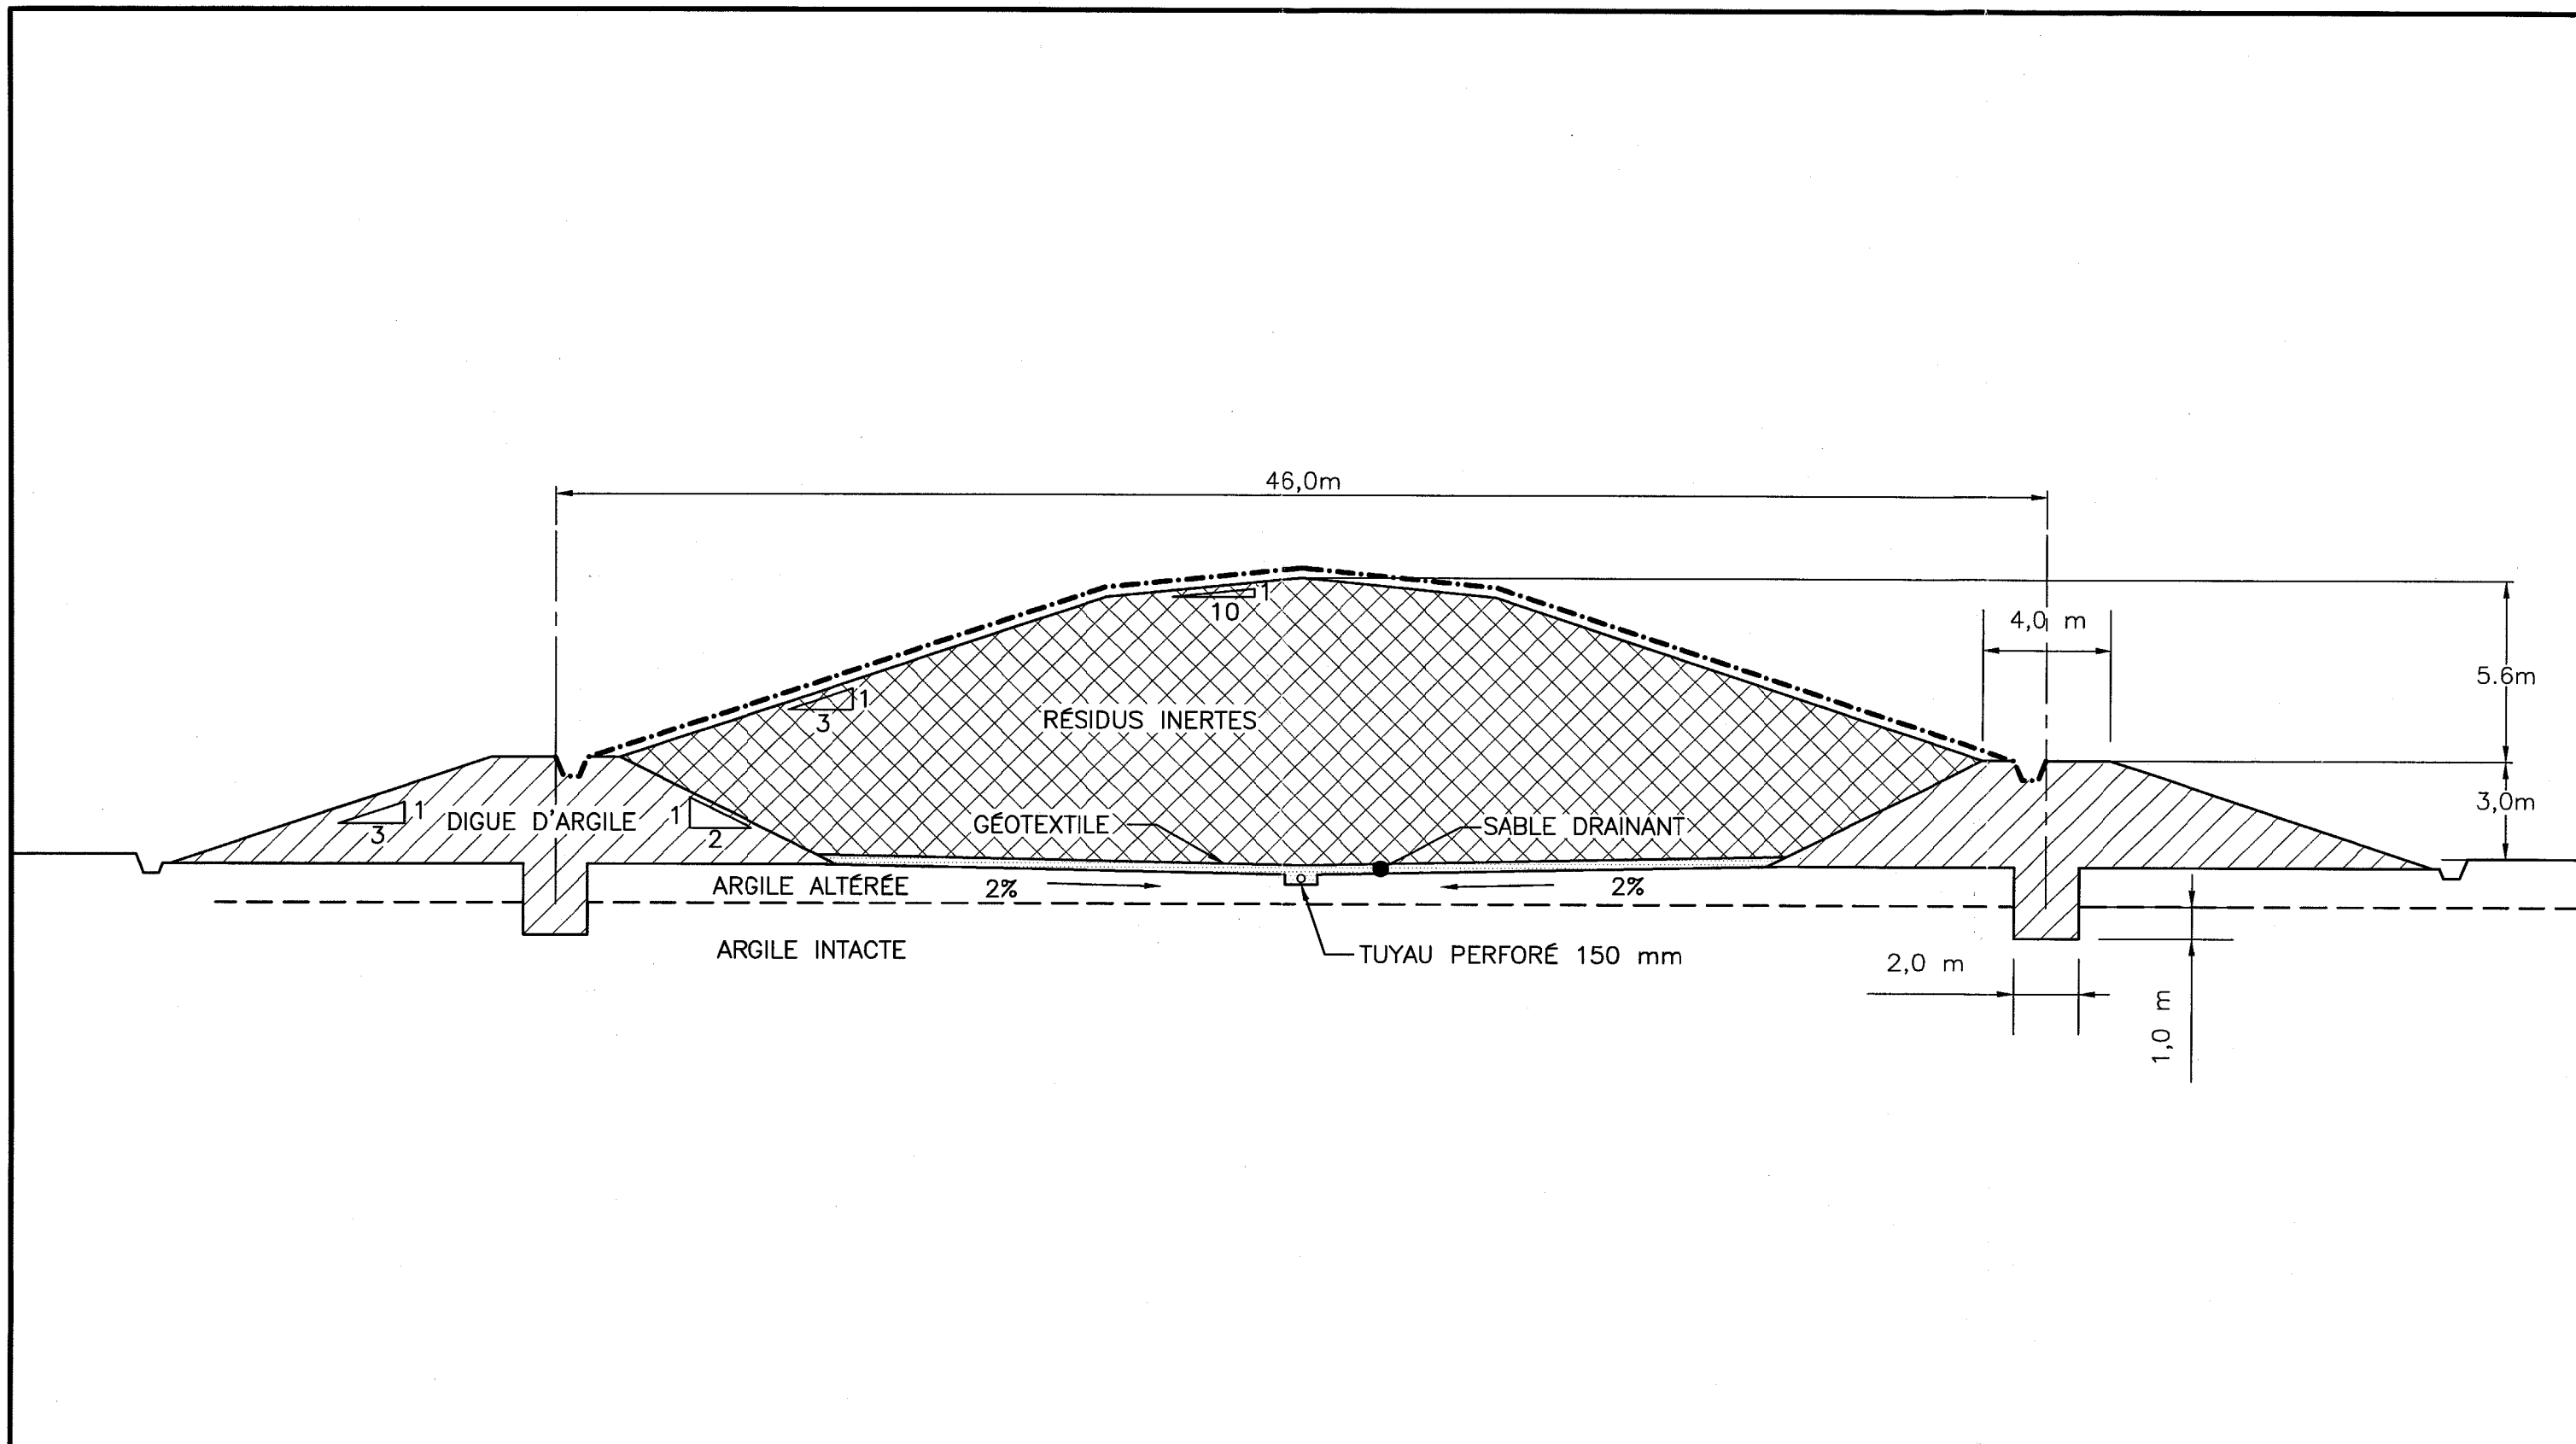 46,0m
1
10
4,0 m
5.6m
1
3
RÉSIDUS INERTES
3,0m
1
3
DIGUE D'ARGILE
1
2
GÉOTEXTILE
SABLE DRAINANT
ARGILE ALTÉRÉE
2%
2%
ARGILE INTACTE
TUYAU PERFORÉ 150 mm
2,0 m
1,0 m